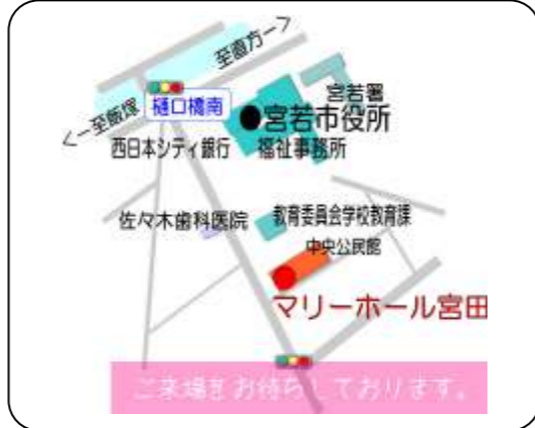 至直方ー>
<ー至飯塚
樋口橋南
宮若署
宮若市役所
西日本シティ銀行
福祉事務所
佐々木歯科医院
教育委員会学校教育課
中央公民館
マリーホール宮田
ご来場をお待ちしております。